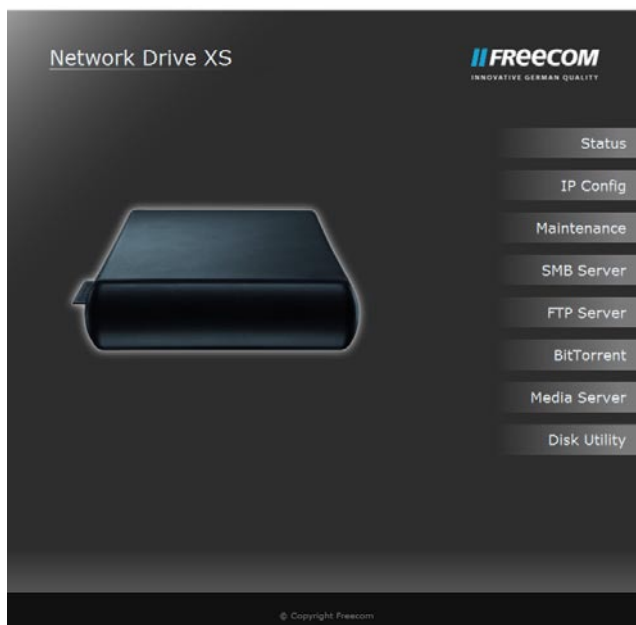 Network Drive XS
FREECOM
INNOVATIVE GERMAN QUALITY
Status
IP Config
Maintenance
SMB Server
FTP Server
BitTorrent
Media Server
Disk Utility
© Copyright Freecom